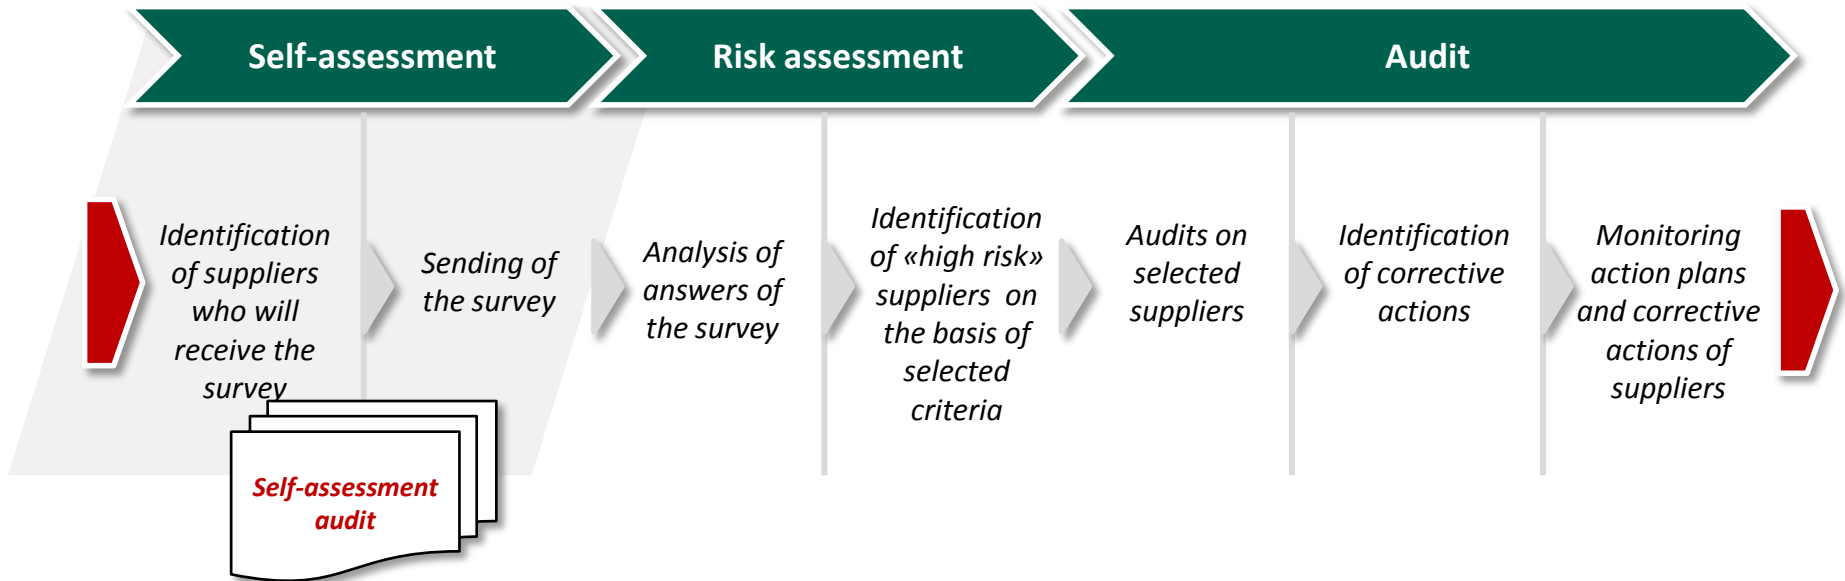 Self-assessment
Risk assessment
Audit
Identification
of suppliers
who will
receive the
survey
Sending of
the survey
Analysis of
answers of
the survey
Identification
of «high risk»
suppliers on
the basis of
selected
criteria
Audits on
selected
suppliers
Identification
of corrective
actions
Monitoring
action plans
and corrective
actions of
suppliers
Self-assessment
audit